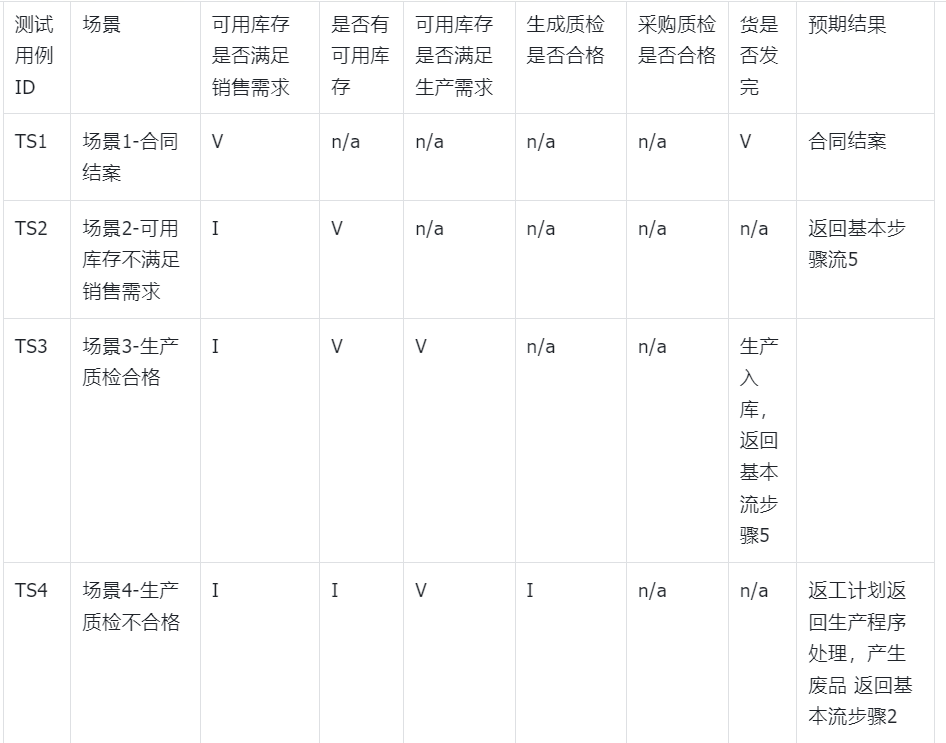 测试
用例
ID
场景
可用库存
是否满足
销售需求
是否有
可用库
存
可用库存
是否满足
生产需求
生成质检
是否合格
采购质检
是否合格
货是
否发
完
预期结果
TS1
场景1-合同
结案
V
n/a
n/a
n/a
n/a
V
合同结案
TS2
场景2-可用
库存不满足
销售需求
I
V
n/a
n/a
n/a
n/a
返回基本步
骤流5
TS3
场景3-生产
质检合格
I
V
V
n/a
n/a
生产
入
库，
返回
基本
流步
骤5
TS4
场景4-生产
质检不合格
I
I
V
I
n/a
n/a
返工计划返
回生产程序
处理，产生
废品 返回基
本流步骤2